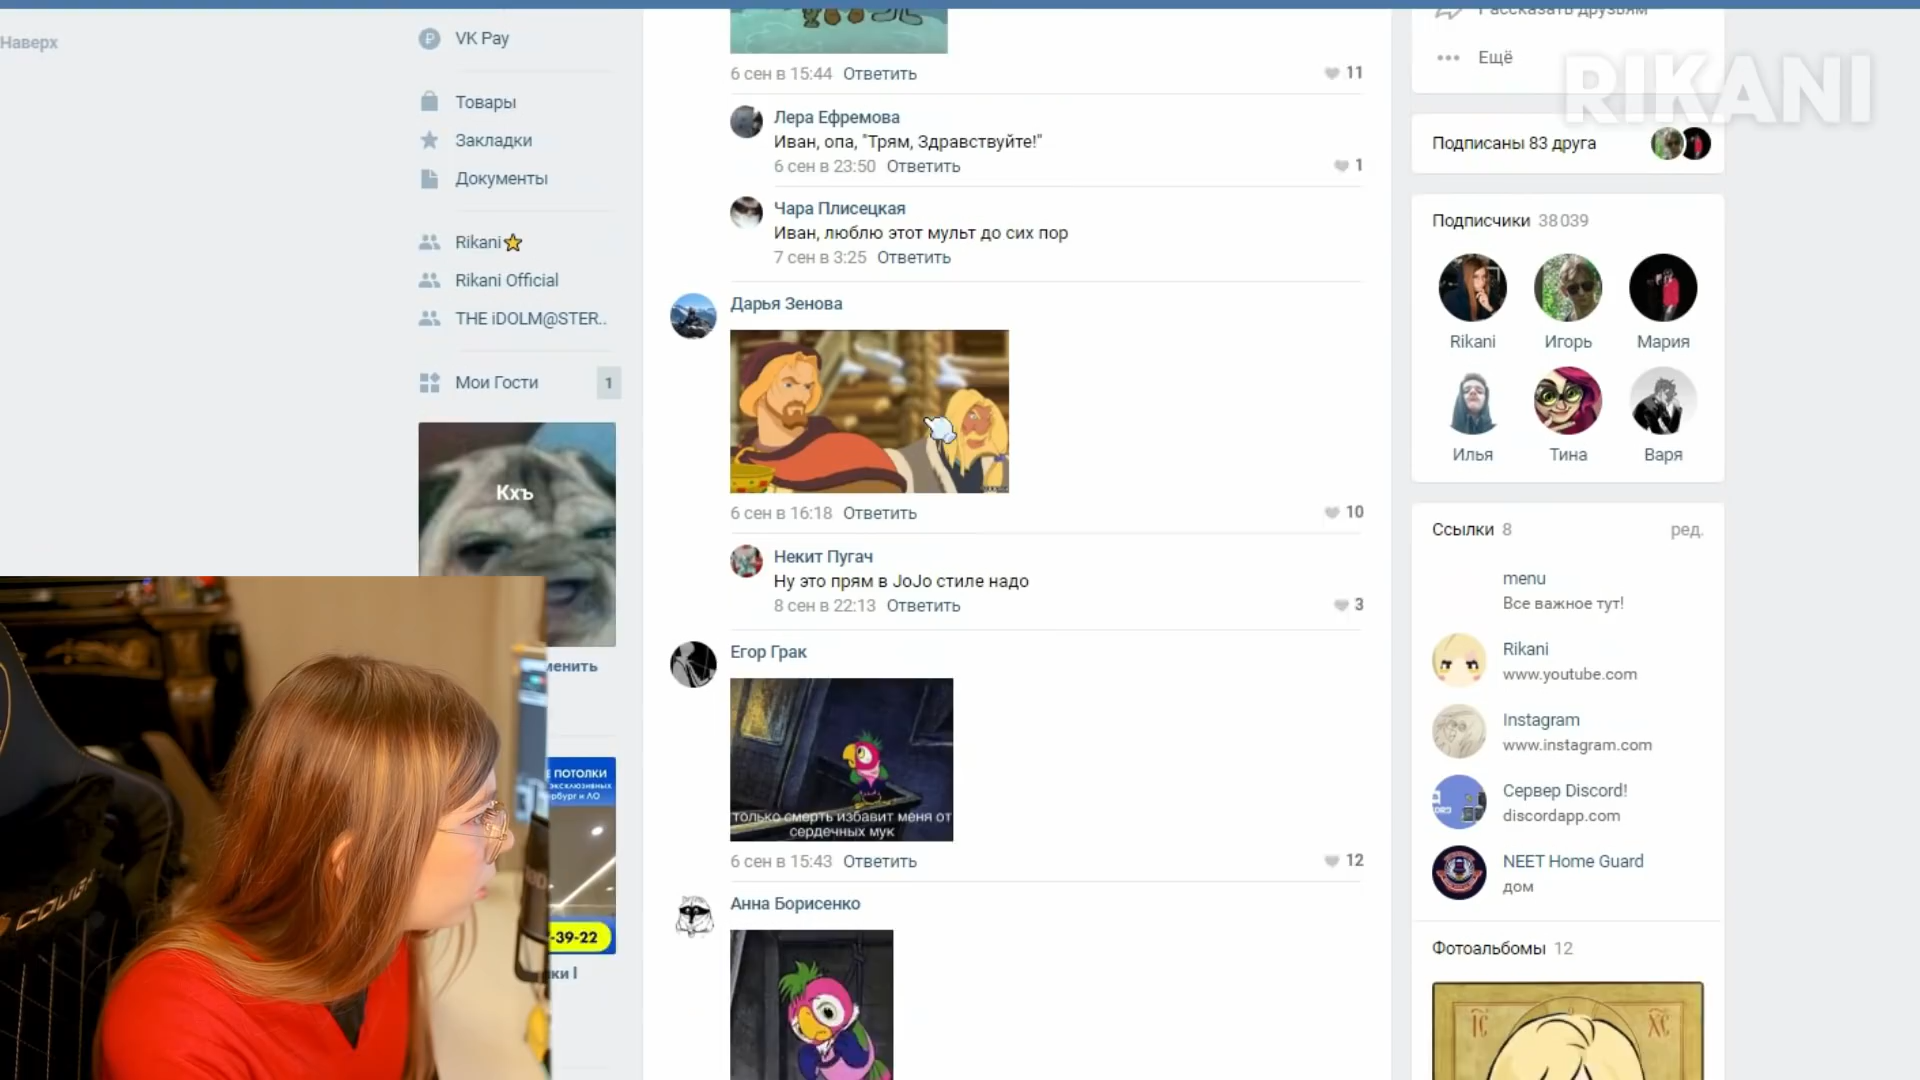 Наверх
VK Pay
Товары
Закладки
Документы
Rikani
Rikani Official
THE iDOLM@STER..
Мои Гости
1
Кхъ
менить
Е ПОТОЛКИ
-39-22
ки I
COUGAR
6 сен в 15:44 Ответить
11
Лера Ефремова
Иван, опа, "Трям, Здравствуйте!"
6 сен в 23:50 Ответить
1
Чара Плисецкая
Иван, люблю этот мульт до сих пор
7 сен в 3:25 Ответить
Дарья Зенова
6 сен в 16:18 Ответить
10
Некит Пугач
Ну это прям в JoJo стиле надо
8 сен в 22:13 Ответить
3
Егор Грак
только смерть избавит меня от
сердечных мук
6 сен в 15:43 Ответить
12
Анна Борисенко
Рассказать друзьям
Ещё
RIKANI
Подписаны 83 друга
Подписчики 38 039
Rikani
Игорь
Мария
Илья
Тина
Варя
Ссылки 8
ред.
menu
Все важное тут!
Rikani
www.youtube.com
Instagram
www.instagram.com
Сервер Discord!
discordapp.com
NEET Home Guard
дом
Фотоальбомы 12
IC XC